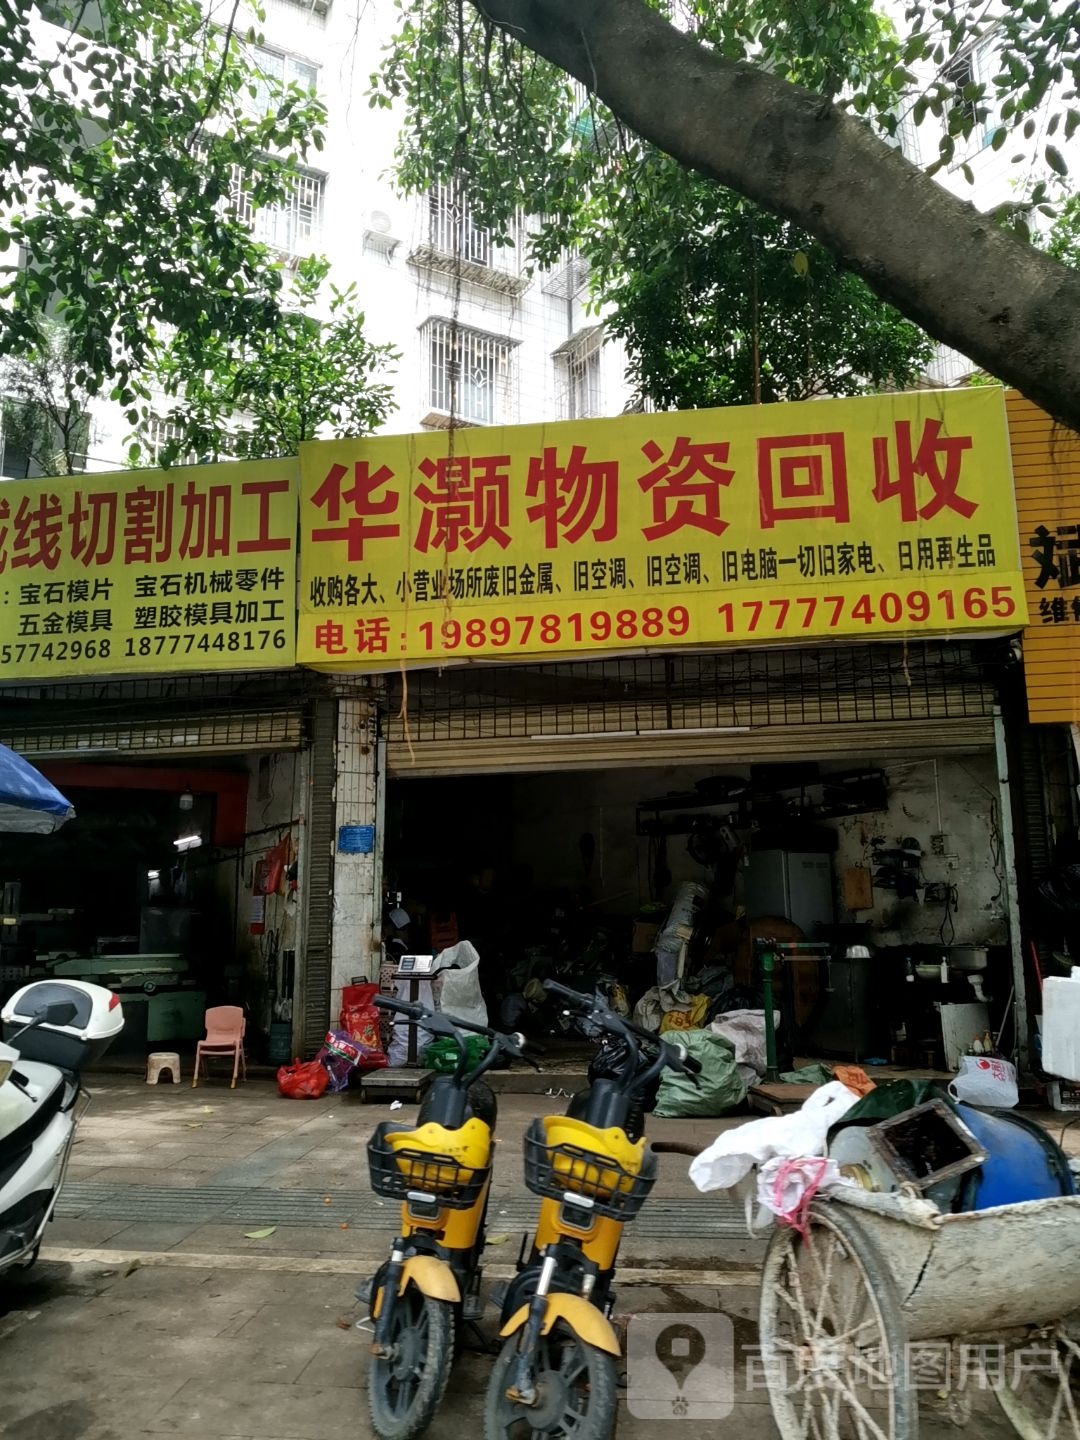 线切割加工
: 宝石模片 宝石机械零件
五金模具 塑胶模具加工
57742968 18777448176
华灏物资回收
收购各大、小营业场所废旧金属、旧空调、旧空调、旧电脑一切旧家电、日用再生品
电话: 19897819889 17777409165
百度地图用户